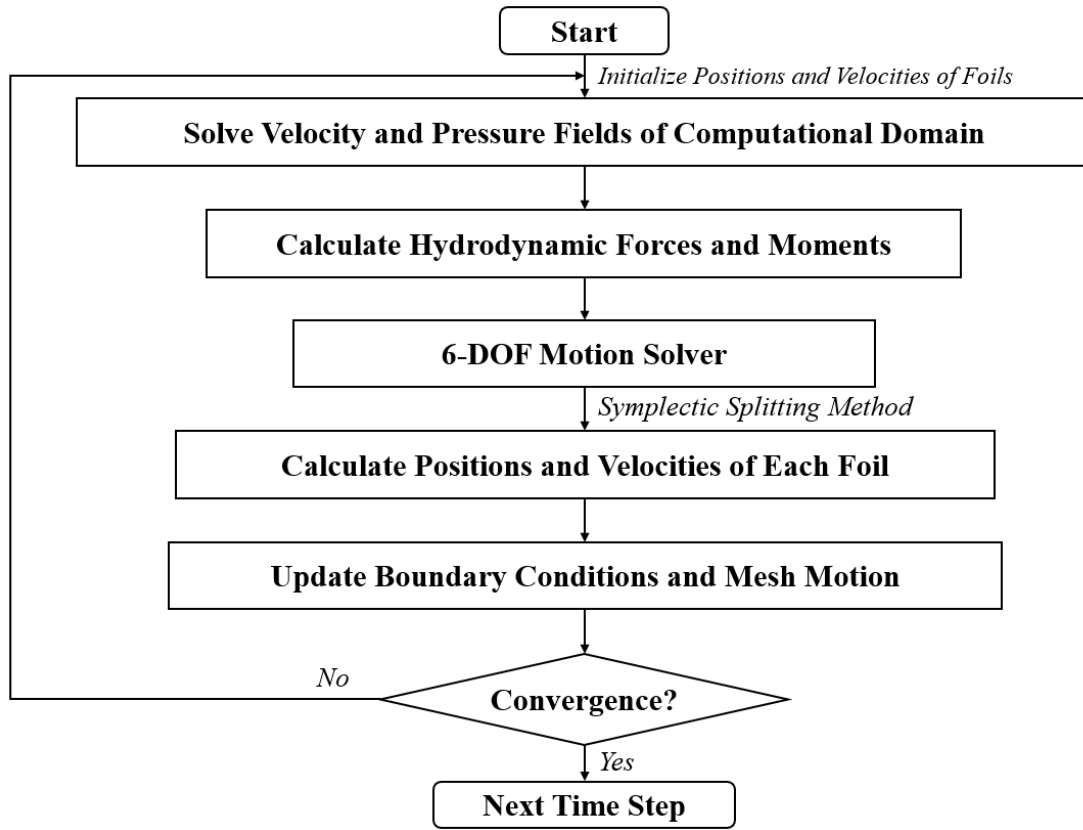 Start
Initialize Positions and Velocities of Foils
Solve Velocity and Pressure Fields of Computational Domain
Calculate Hydrodynamic Forces and Moments
6-DOF Motion Solver
Symplectic Splitting Method
Calculate Positions and Velocities of Each Foil
Update Boundary Conditions and Mesh Motion
No
Convergence?
Yes
Next Time Step